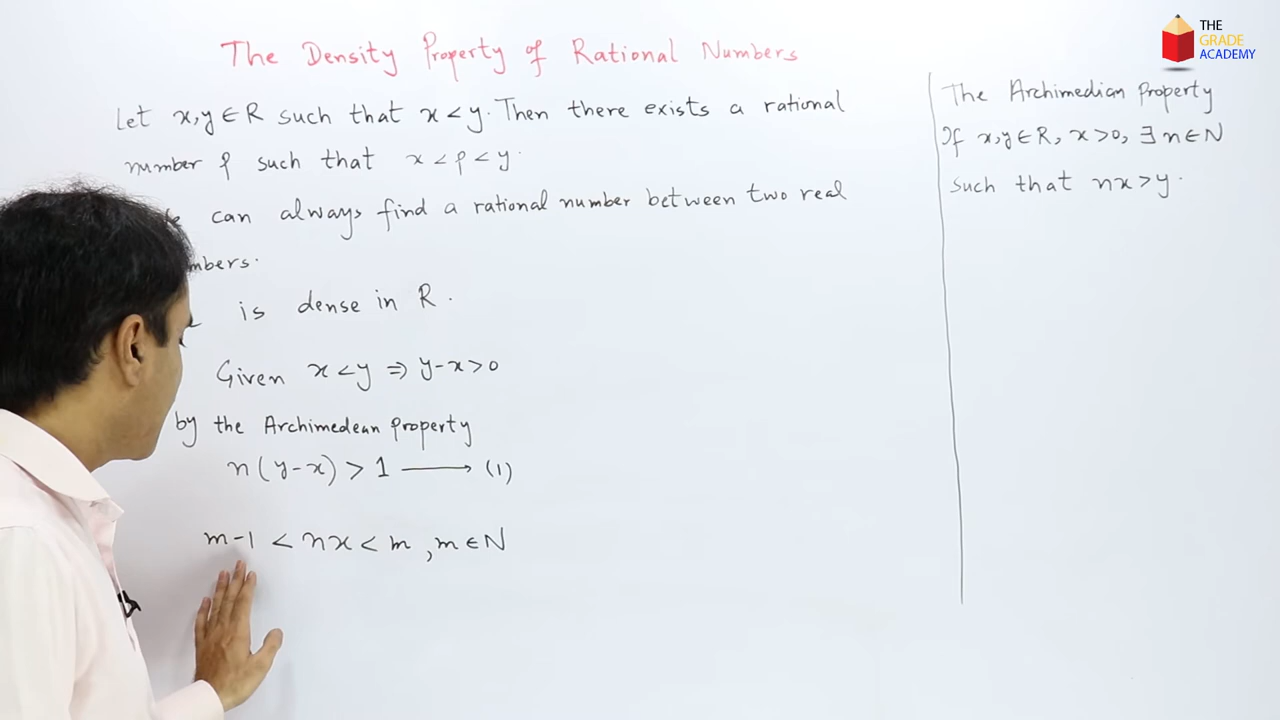 The Density Property of Rational Numbers
Let x,y ∈ R such that x < y. Then there exists a rational
number p such that x < p < y.
can always find a rational number between two real
mbers.
is dense in R.
Given x < y ⇒ y-x > 0
by the Archimedean property
n(y-x) > 1 ⟶ (1)
m-1 < nx < m, m ∈ N
The Archimedian Property
If x,y ∈ R, x > 0, ∃ n ∈ N
such that nx > y.
THE
GRADE
ACADEMY